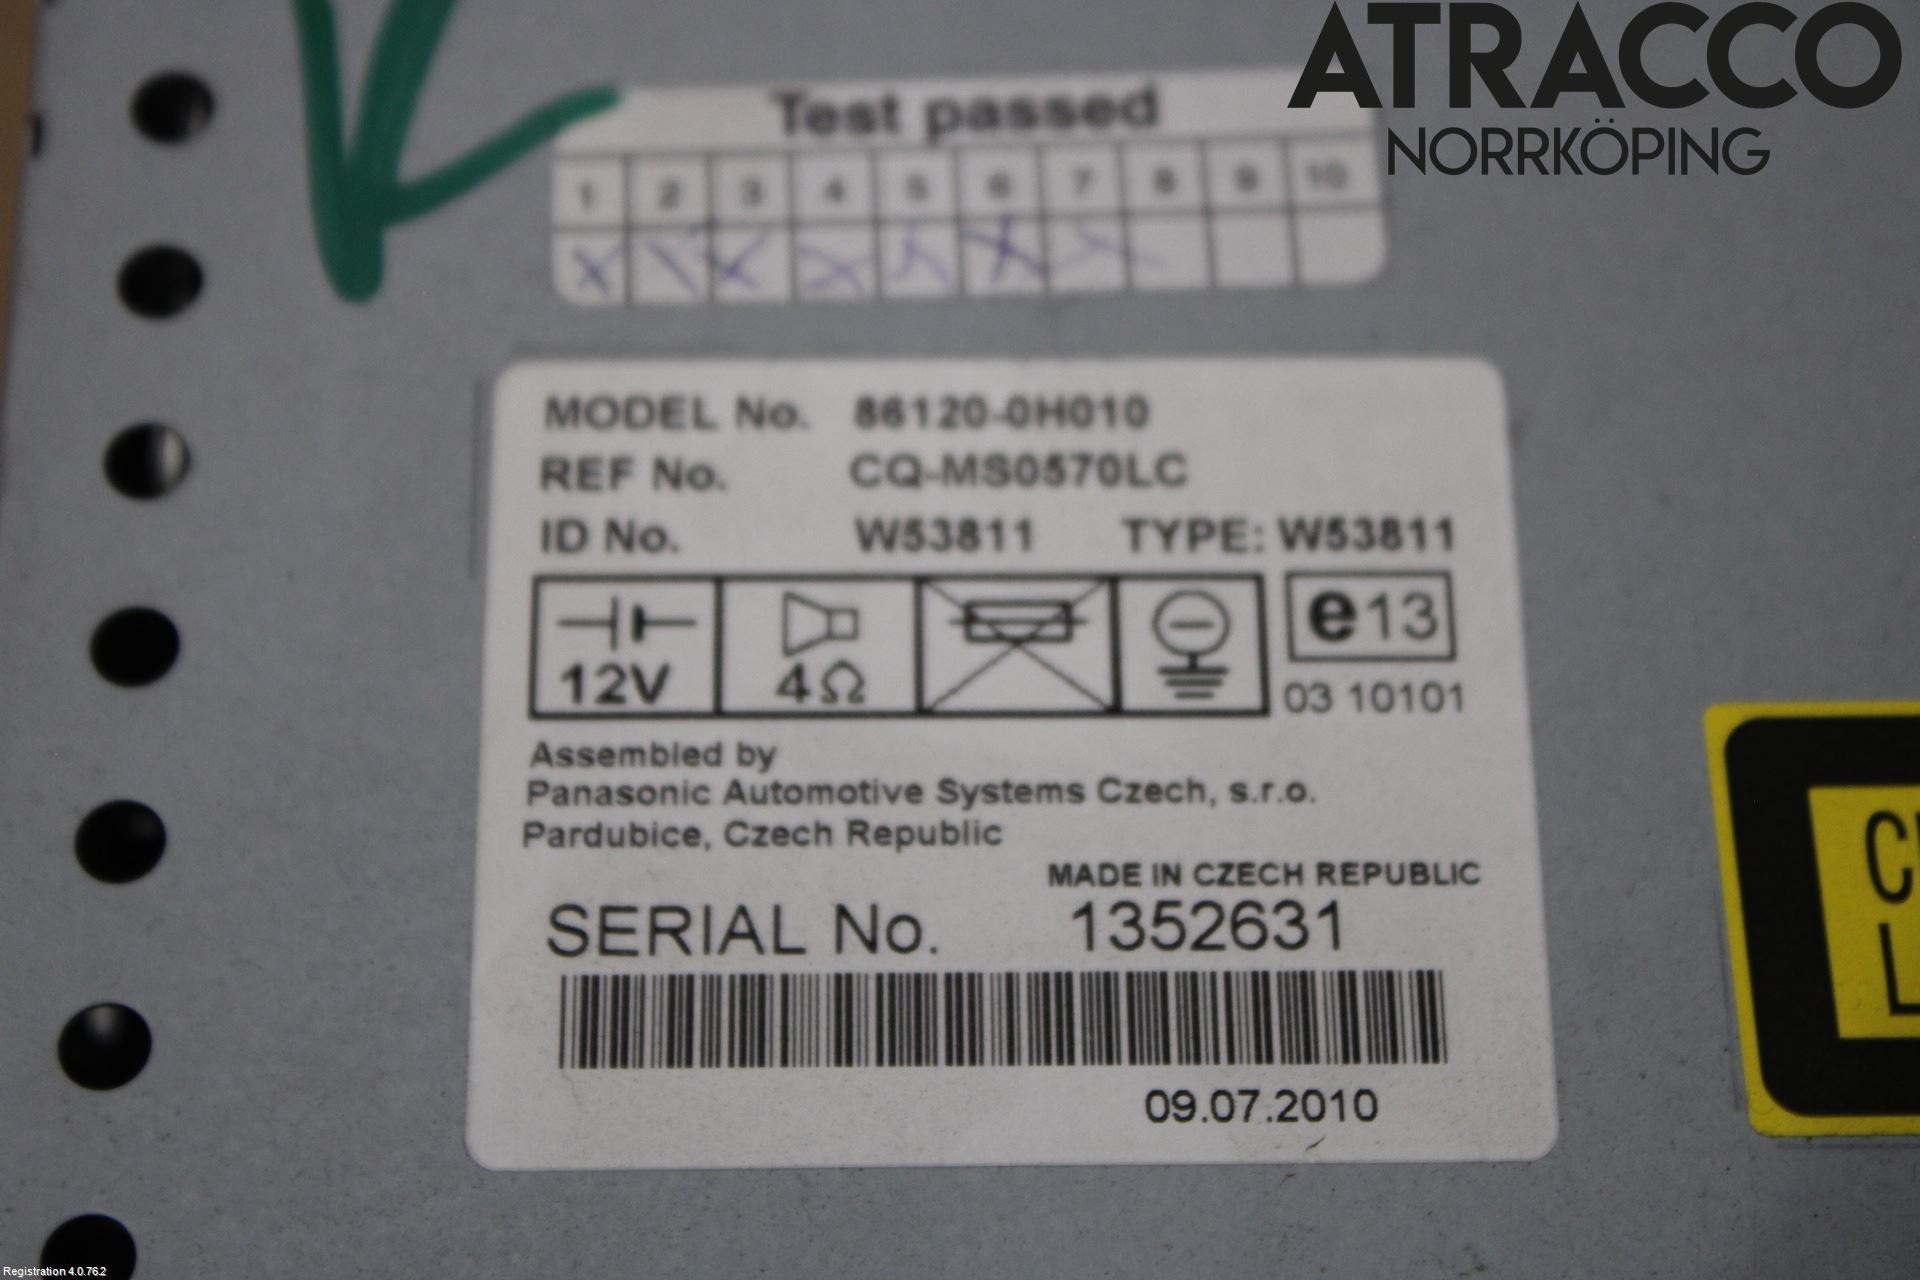 ATRACCO
NORRKÖPING
Test passed
1 2 3 4 5 6 7 8 9 10
MODEL No. 86120-0H010
REF No. CQ-MS0570LC
ID No. W53811 TYPE: W53811
12V 4Ω e13
03 10101
Assembled by
Panasonic Automotive Systems Czech, s.r.o.
Pardubice, Czech Republic
MADE IN CZECH REPUBLIC
SERIAL No. 1352631
09.07.2010
Registration 4.0.76.2